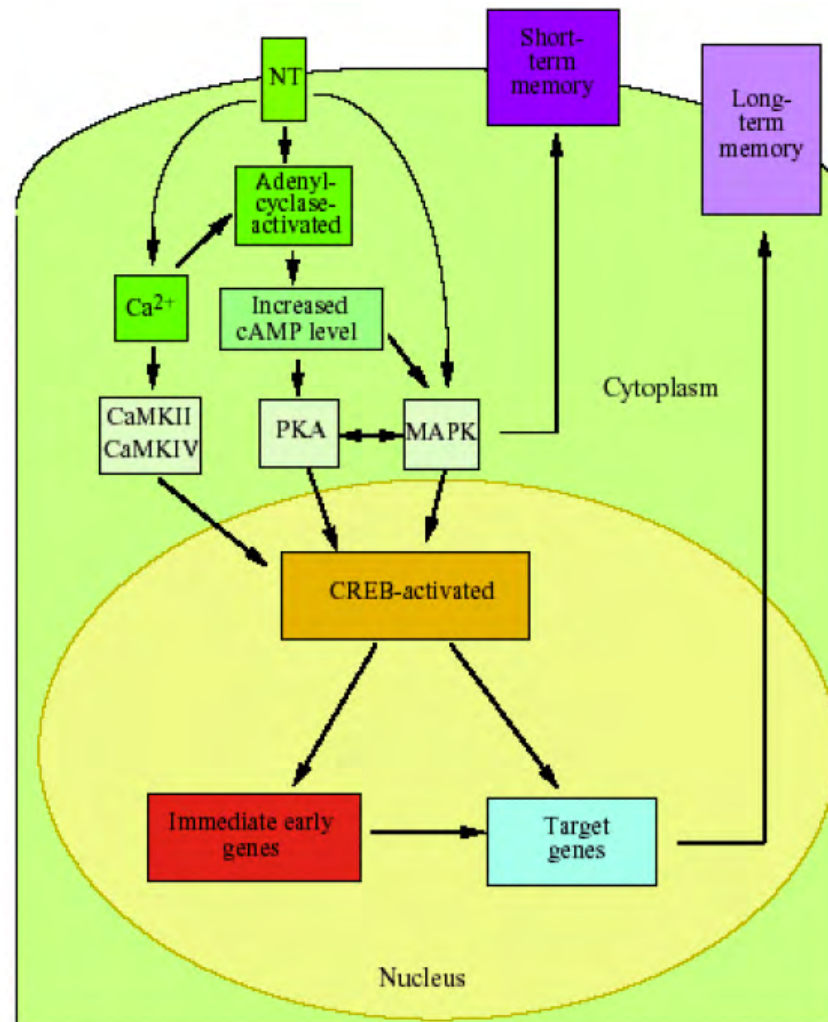 NT
Short-
term
memory
Long-
term
memory
Adenyl-
cyclase-
activated
Ca2+
Increased
cAMP level
Cytoplasm
CaMKII
CaMKIV
PKA
MAPK
CREB-activated
Immediate early
genes
Target
genes
Nucleus